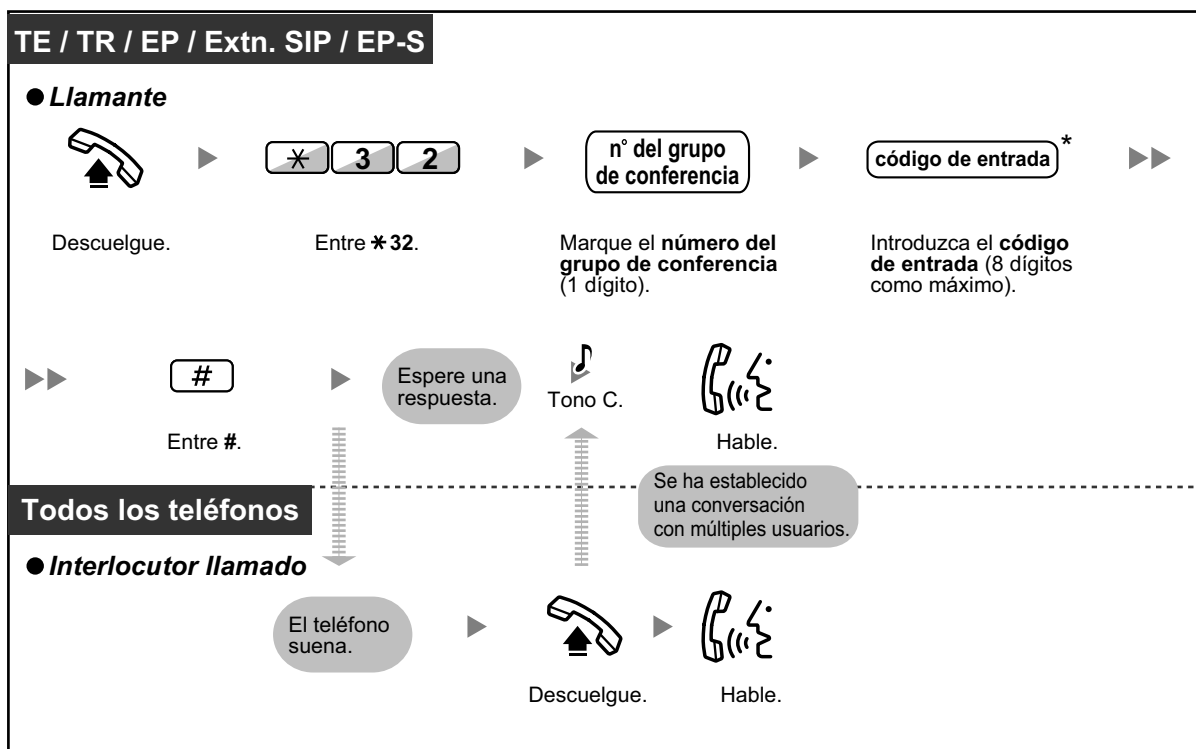 TE / TR / EP / Extn. SIP / EP-S
● Llamante
* 3 2
n° del grupo
de conferencia
código de entrada *
Descuelgue.
Entre *32.
Marque el número del
grupo de conferencia
(1 dígito).
Introduzca el código
de entrada (8 dígitos
como máximo).
#
Espere una
respuesta.
Tono C.
Entre #.
Hable.
Se ha establecido
una conversación
con múltiples usuarios.
Todos los teléfonos
● Interlocutor llamado
El teléfono
suena.
Descuelgue.
Hable.